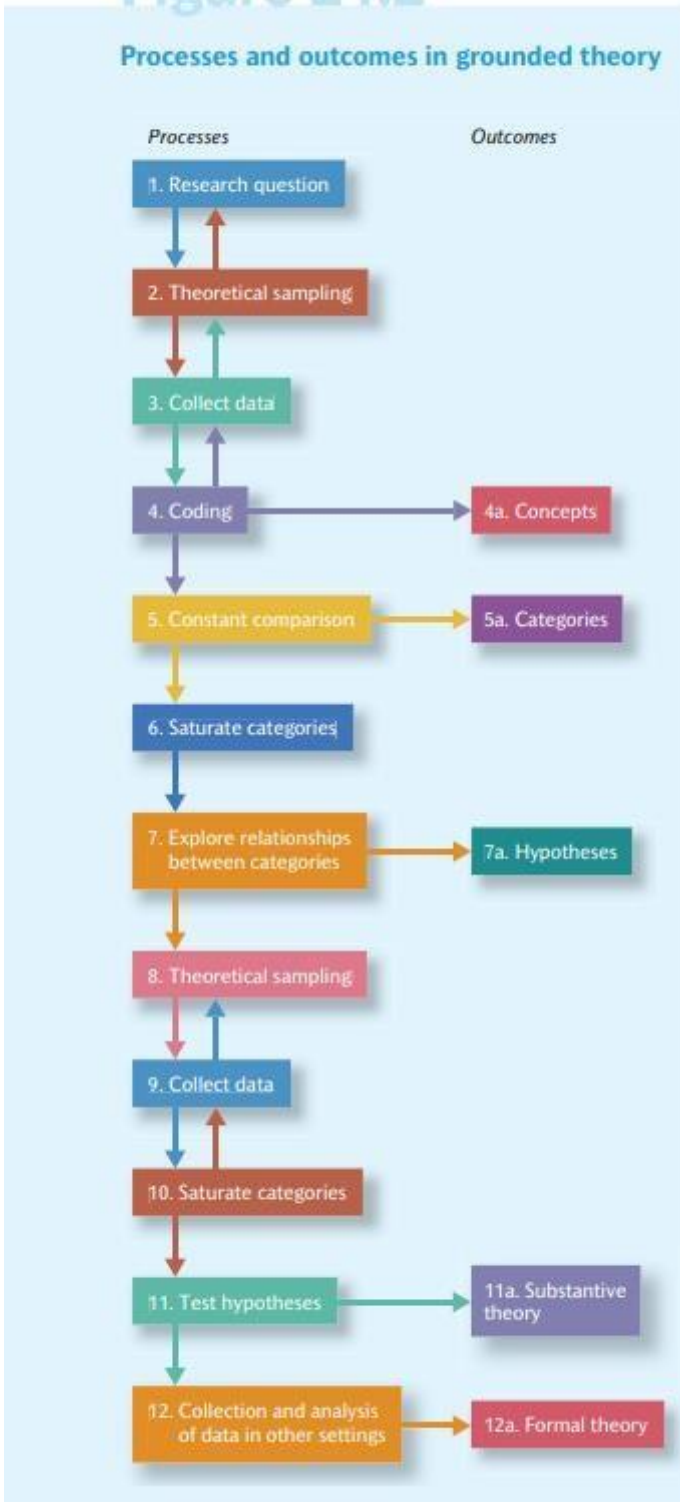 Processes and outcomes in grounded theory
Processes
Outcomes
1. Research question
2. Theoretical sampling
3. Collect data
4. Coding
4a. Concepts
5. Constant comparison
5a. Categories
6. Saturate categories
7. Explore relationships
between categories
7a. Hypotheses
8. Theoretical sampling
9. Collect data
10. Saturate categories
11. Test hypotheses
11a. Substantive
theory
12. Collection and analysis
of data in other settings
12a. Formal theory